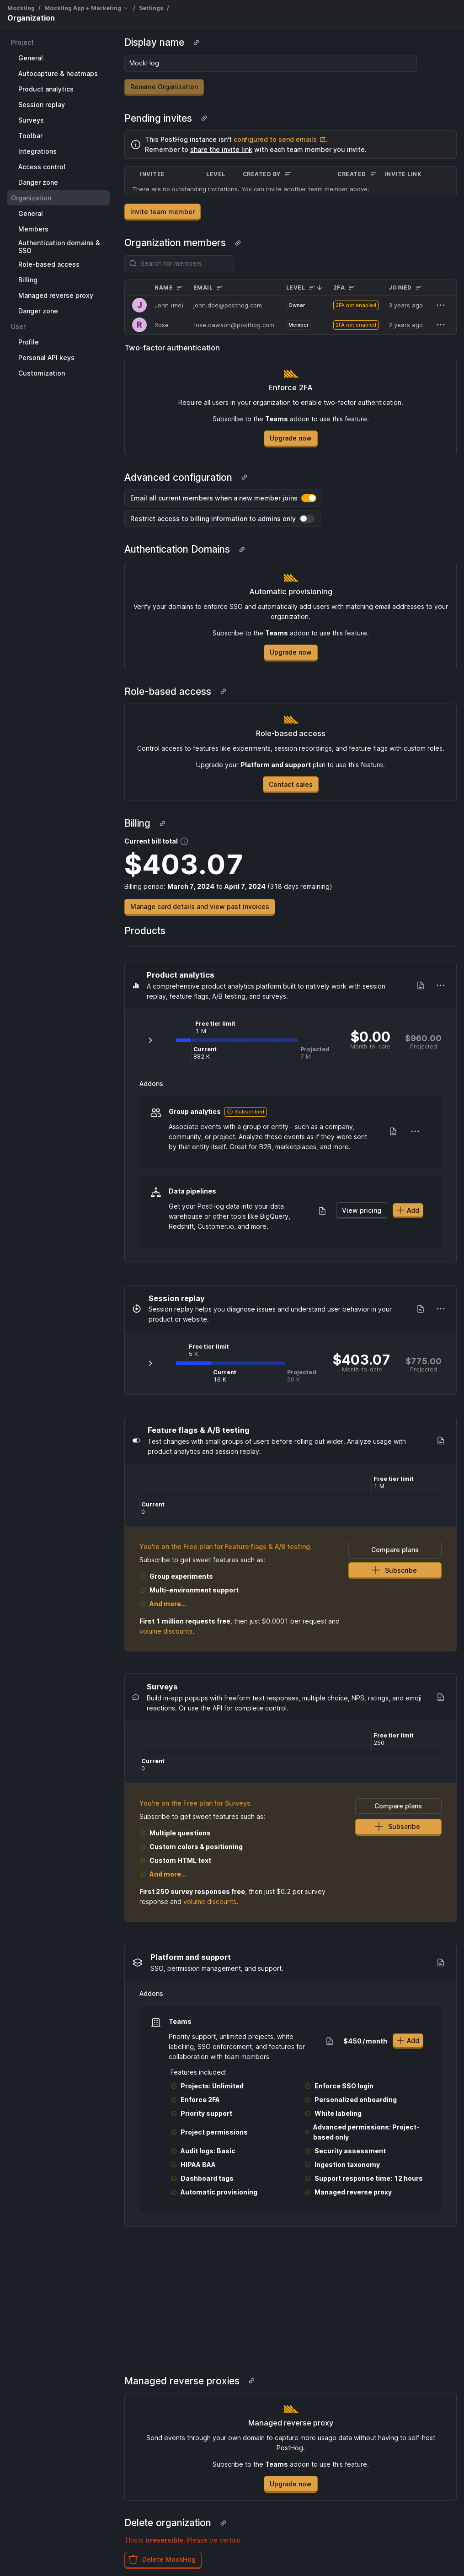 MockHog / MockHog App + Marketing / Settings /
Organization
Project
General
Autocapture & heatmaps
Product analytics
Session replay
Surveys
Toolbar
Integrations
Access control
Danger zone
Organization
General
Members
Authentication domains &
SSO
Role-based access
Billing
Managed reverse proxy
Danger zone
User
Profile
Personal API keys
Customization
Display name
MockHog
Rename Organization
Pending invites
This PostHog instance isn't configured to send emails.
Remember to share the invite link with each team member you invite.
INVITEE LEVEL CREATED BY CREATED INVITE LINK
There are no outstanding invitations. You can invite another team member above.
Invite team member
Organization members
Search for members
NAME EMAIL LEVEL 2FA JOINED
J John (me) john.doe@posthog.com Owner 2FA not enabled 3 years ago
R Rose rose.dawson@posthog.com Member 2FA not enabled 2 years ago
Two-factor authentication
Enforce 2FA
Require all users in your organization to enable two-factor authentication.
Subscribe to the Teams addon to use this feature.
Upgrade now
Advanced configuration
Email all current members when a new member joins
Restrict access to billing information to admins only
Authentication Domains
Automatic provisioning
Verify your domains to enforce SSO and automatically add users with matching email addresses to your
organization.
Subscribe to the Teams addon to use this feature.
Upgrade now
Role-based access
Role-based access
Control access to features like experiments, session recordings, and feature flags with custom roles.
Upgrade your Platform and support plan to use this feature.
Contact sales
Billing
Current bill total
$403.07
Billing period: March 7, 2024 to April 7, 2024 (318 days remaining)
Manage card details and view past invoices
Products
Product analytics
A comprehensive product analytics platform built to natively work with session
replay, feature flags, A/B testing, and surveys.
Free tier limit
1 M
Current
882 K
Projected
7 M
$0.00
Month-to-date
$960.00
Projected
Addons
Group analytics Subscribed
Associate events with a group or entity - such as a company,
community, or project. Analyze these events as if they were sent
by that entity itself. Great for B2B, marketplaces, and more.
Data pipelines
Get your PostHog data into your data
warehouse or other tools like BigQuery,
Redshift, Customer.io, and more.
View pricing
Add
Session replay
Session replay helps you diagnose issues and understand user behavior in your
product or website.
Free tier limit
5 K
Current
16 K
Projected
50 K
$403.07
Month-to-date
$775.00
Projected
Feature flags & A/B testing
Test changes with small groups of users before rolling out wider. Analyze usage with
product analytics and session replay.
Free tier limit
1 M
Current
0
You're on the Free plan for Feature flags & A/B testing.
Subscribe to get sweet features such as:
Group experiments
Multi-environment support
And more...
First 1 million requests free, then just $0.0001 per request and
volume discounts.
Compare plans
Subscribe
Surveys
Build in-app popups with freeform text responses, multiple choice, NPS, ratings, and emoji
reactions. Or use the API for complete control.
Free tier limit
250
Current
0
You're on the Free plan for Surveys.
Subscribe to get sweet features such as:
Multiple questions
Custom colors & positioning
Custom HTML text
And more...
First 250 survey responses free, then just $0.2 per survey
response and volume discounts.
Compare plans
Subscribe
Platform and support
SSO, permission management, and support.
Addons
Teams
Priority support, unlimited projects, white
labeling, SSO enforcement, and features for
collaboration with team members
$450/month
Add
Features included:
Projects: Unlimited
Enforce SSO login
Enforce 2FA
Personalized onboarding
Priority support
White labeling
Project permissions
Advanced permissions: Project-
based only
Audit logs: Basic
Security assessment
HIPAA BAA
Ingestion taxonomy
Dashboard tags
Support response time: 12 hours
Automatic provisioning
Managed reverse proxy
Managed reverse proxies
Managed reverse proxy
Send events through your own domain to capture more usage data without having to self-host
PostHog.
Subscribe to the Teams addon to use this feature.
Upgrade now
Delete organization
This is irreversible. Please be certain.
Delete MockHog